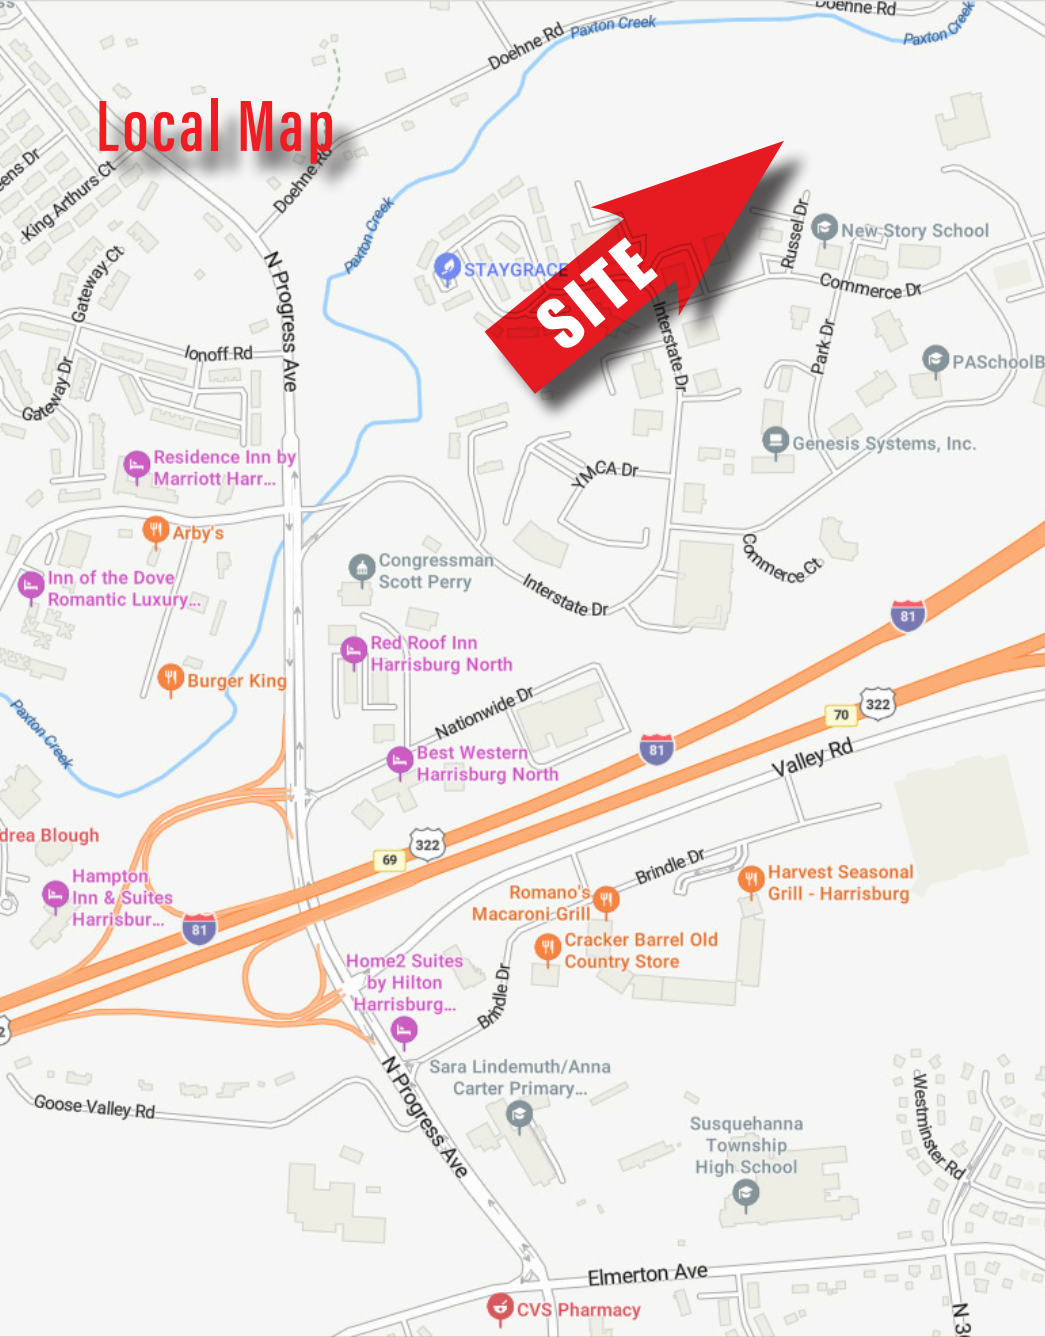 Doenne Rd
Paxton Creek
Paxton Creek
Doehne Rd
Local Map
Doehne Rd
King Arthurs Ct
Paxton Creek
Russel Dr
New Story School
Gateway Ct
N Progress Ave
STAYGRACE
SITE
Commerce Dr
Interstate Dr
Park Dr
Ionoff Rd
PASchoolB
Gateway Dr
Genesis Systems, Inc.
Residence Inn by
Marriott Harr...
YMCA Dr
Arby's
Commerce Ct
Congressman
Scott Perry
Inn of the Dove
Romantic Luxury...
Interstate Dr
81
Red Roof Inn
Harrisburg North
Burger King
322
70
Nationwide Dr
Paxton Creek
81
Best Western
Harrisburg North
Valley Rd
drea Blough
322
69
Brindle Dr
Harvest Seasonal
Grill - Harrisburg
Hampton
Inn & Suites
Harrisbur...
Romano's
Macaroni Grill
81
Cracker Barrel Old
Country Store
Home2 Suites
by Hilton
Harrisburg...
Brindle Dr
2
Sara Lindemuth/Anna
Carter Primary...
N Progress Ave
Goose Valley Rd
Westminster Rd
Susquehanna
Township
High School
Elmerton Ave
CVS Pharmacy
N 3